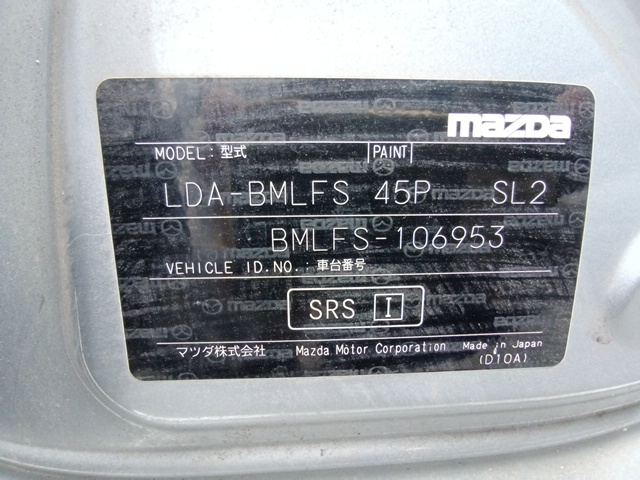 mazda
MODEL: 型式 PAINT
LDA-BMLFS 45P SL2
BMLFS-106953
VEHICLE ID.NO.: 車台番号
SRS I
マツダ株式会社 Mazda Motor Corporation Made in Japan
(D10A)